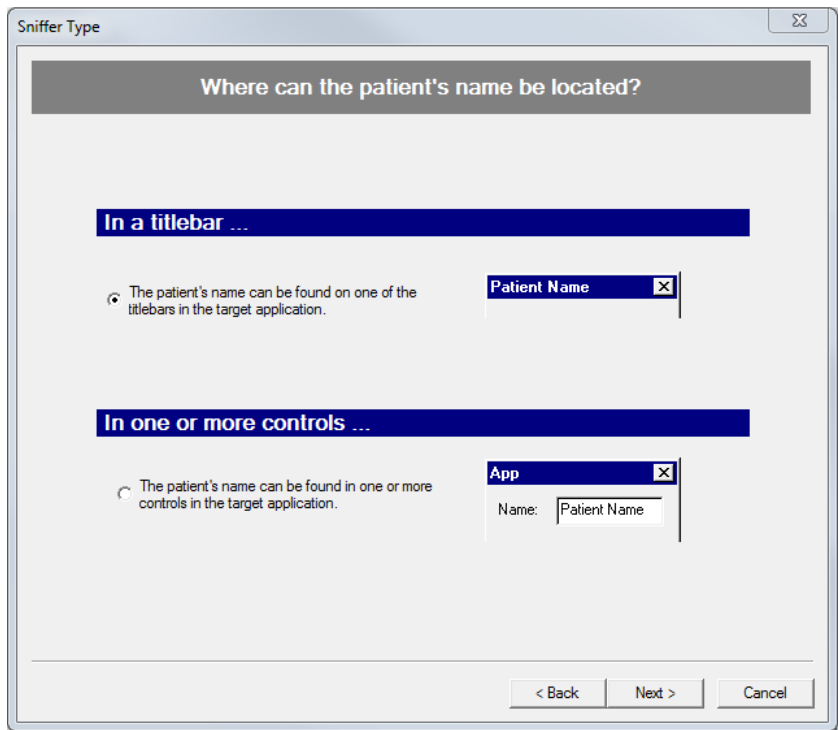 Sniffer Type
Where can the patient's name be located?
In a titlebar ...
The patient's name can be found on one of the
titlebars in the target application.
Patient Name
In one or more controls ...
The patient's name can be found in one or more
controls in the target application.
App
Name: Patient Name
< Back Next > Cancel